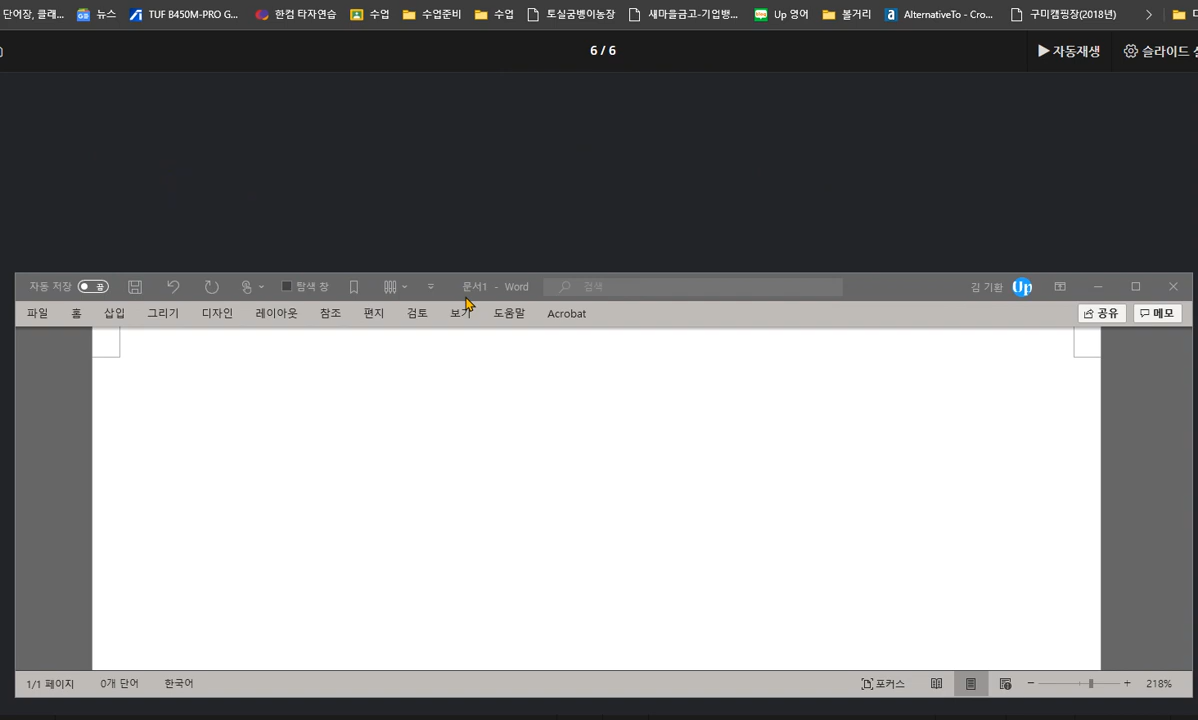 단어장, 클래... 뉴스 TUF B450M-PRO G... 한컴 타자연습 수업 수업준비 수업 토실굼벵이농장 새마을금고-기업뱅... Up 영어 볼거리 AlternativeTo - Cro... 구미캠핑장(2018년)
6 / 6 자동재생 슬라이드
자동 저장 끔 탐색 창 문서1 - Word 검색 김 기환 Up
파일 홈 삽입 그리기 디자인 레이아웃 참조 편지 검토 보기 도움말 Acrobat 공유 메모
1/1 페이지 0개 단어 한국어 포커스 218%